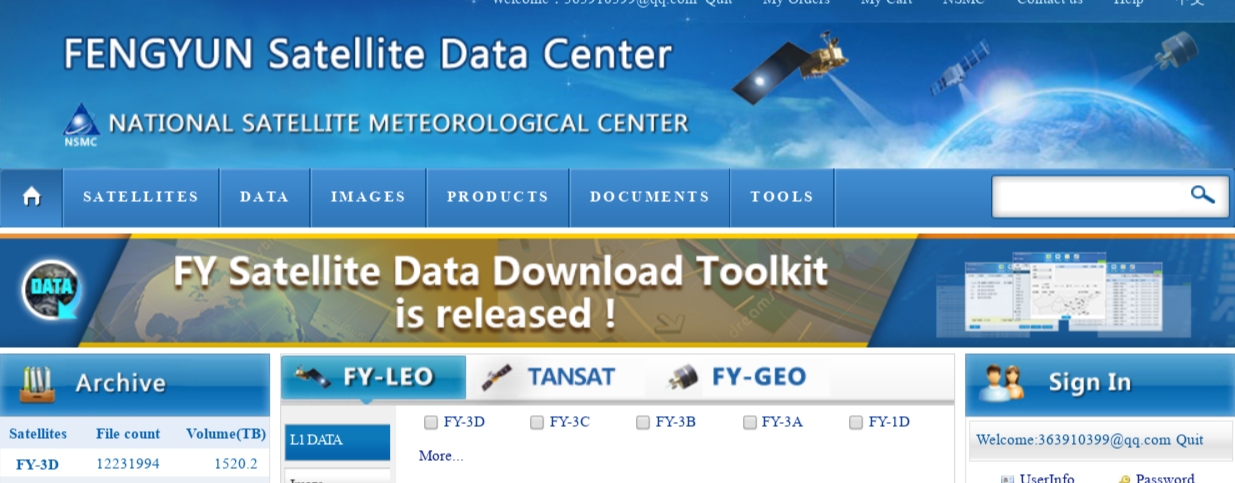 Welcome : 363910399@qq.com Quit My Orders My Cart NSMC Contact us Help 中文
FENGYUN Satellite Data Center
NSMC
NATIONAL SATELLITE METEOROLOGICAL CENTER
SATELLITES DATA IMAGES PRODUCTS DOCUMENTS TOOLS
DATA
FY Satellite Data Download Toolkit
is released !
Archive
FY-LEO TANSAT FY-GEO
Sign In
Satellites File count Volume(TB)
FY-3D 12231994 1520.2
L1 DATA
FY-3D FY-3C FY-3B FY-3A FY-1D
More...
Image
Welcome:363910399@qq.com Quit
UserInfo Password